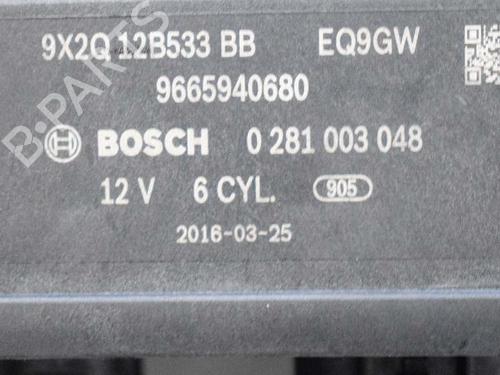 9X2Q 12B533 BB EQ9GW
9665940680
BOSCH 0 281 003 048
12 V 6 CYL. 905
2016-03-25
B-PARTS